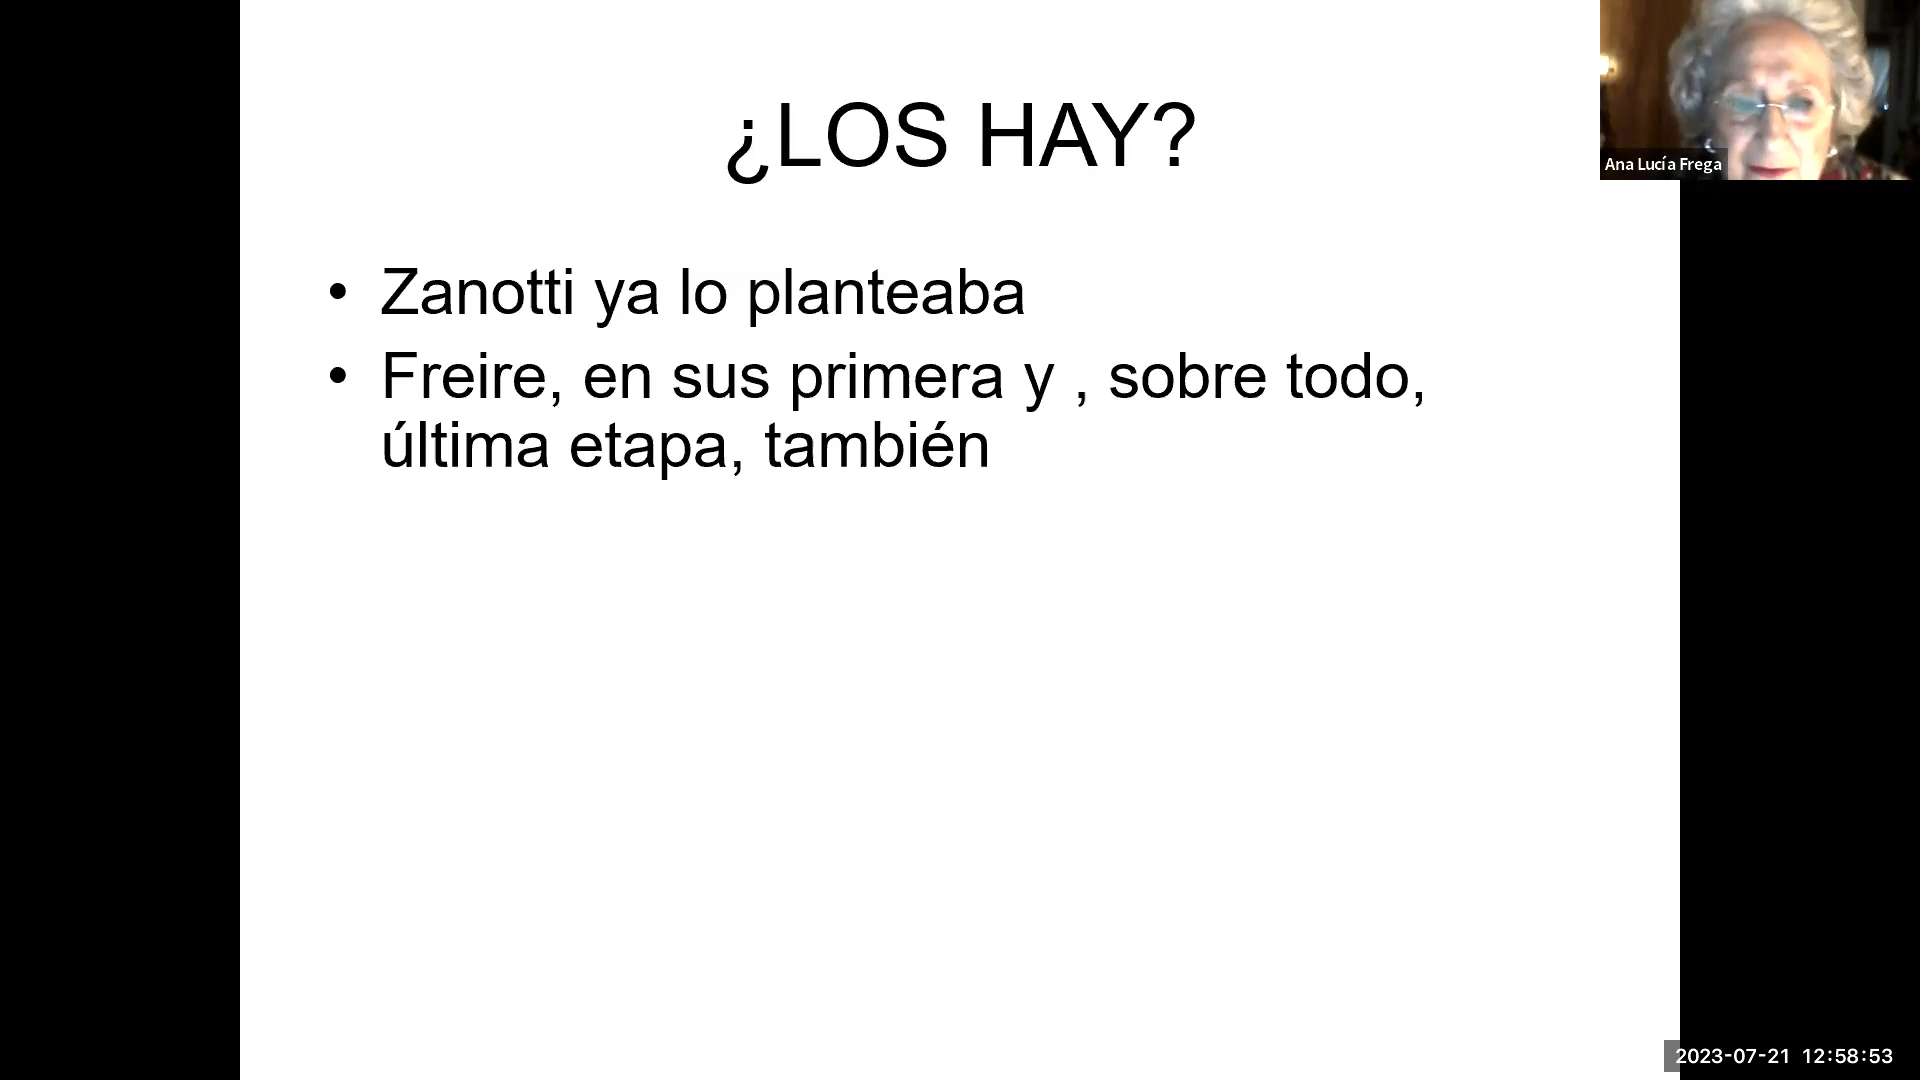 ¿LOS HAY?
Ana Lucía Frega
• Zanotti ya lo planteaba
• Freire, en sus primera y , sobre todo,
última etapa, también
2023-07-21 12:58:53